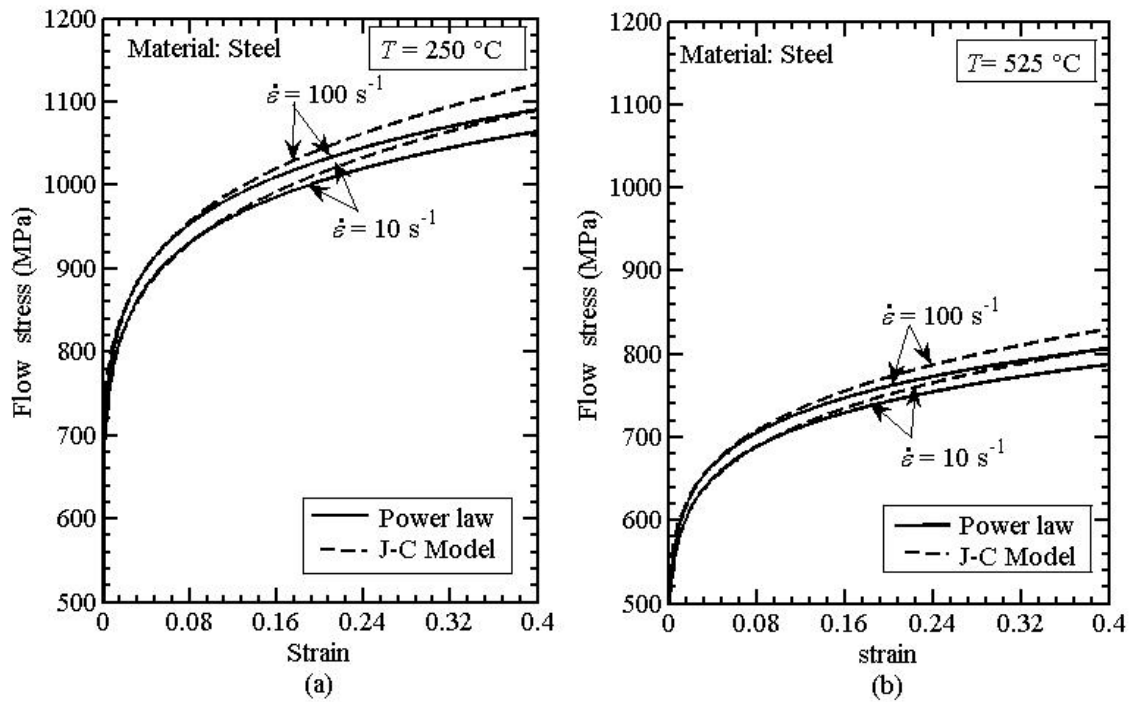 1200
1100
1000
900
800
700
600
500
Flow stress (MPa)
Material: Steel
T = 250 °C
ε̇ = 100 s⁻¹
ε̇ = 10 s⁻¹
Power law
J-C Model
0 0.08 0.16 0.24 0.32 0.4
Strain
(a)
1200
1100
1000
900
800
700
600
500
Flow stress (MPa)
Material: Steel
T= 525 °C
ε̇ = 100 s⁻¹
ε̇ = 10 s⁻¹
Power law
J-C Model
0 0.08 0.16 0.24 0.32 0.4
strain
(b)